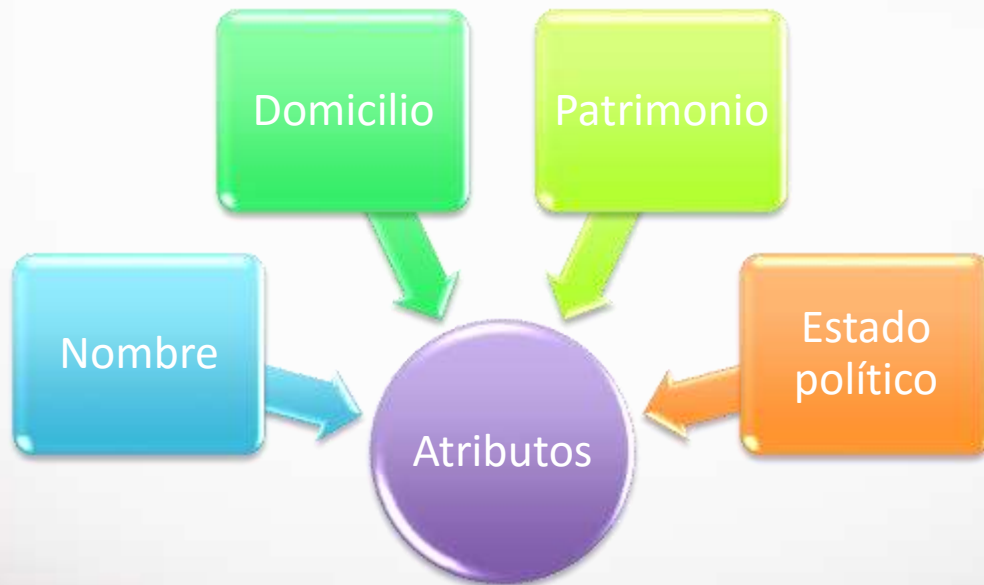 Domicilio
Patrimonio
Nombre
Estado
político
Atributos